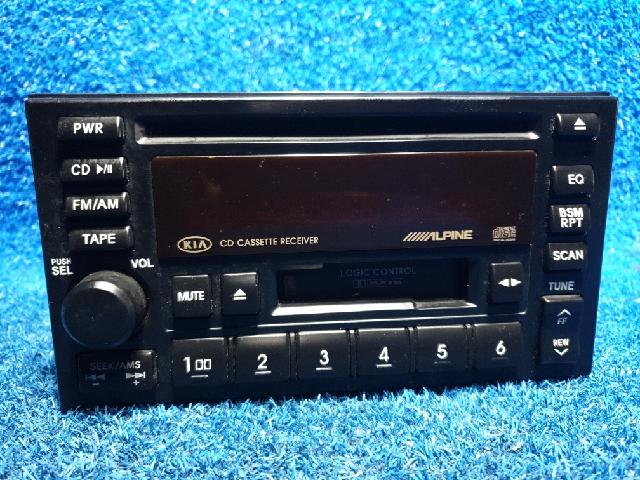 PWR
CD ▶/II
FM/AM
TAPE
PUSH
SEL
VOL
KIA
CD CASSETTE RECEIVER
ALPINE
EQ
BSM
RPT
SCAN
TUNE
FF
REW
MUTE
LOGIC CONTROL
SEEK/AMS
1
2
3
4
5
6